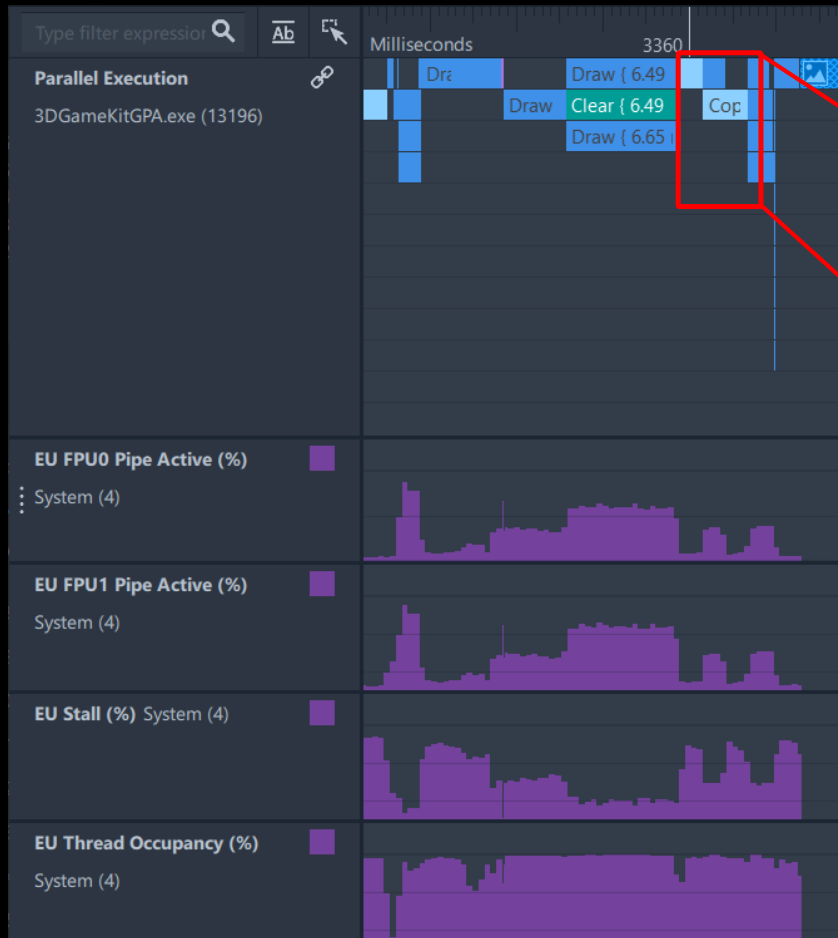 Type filter expression
Ab
Milliseconds
3360
Parallel Execution
3DGameKitGPA.exe (13196)
Dra
Draw { 6.49
Draw
Clear { 6.49
Cop
Draw { 6.65
EU FPU0 Pipe Active (%)
System (4)
EU FPU1 Pipe Active (%)
System (4)
EU Stall (%) System (4)
EU Thread Occupancy (%)
System (4)